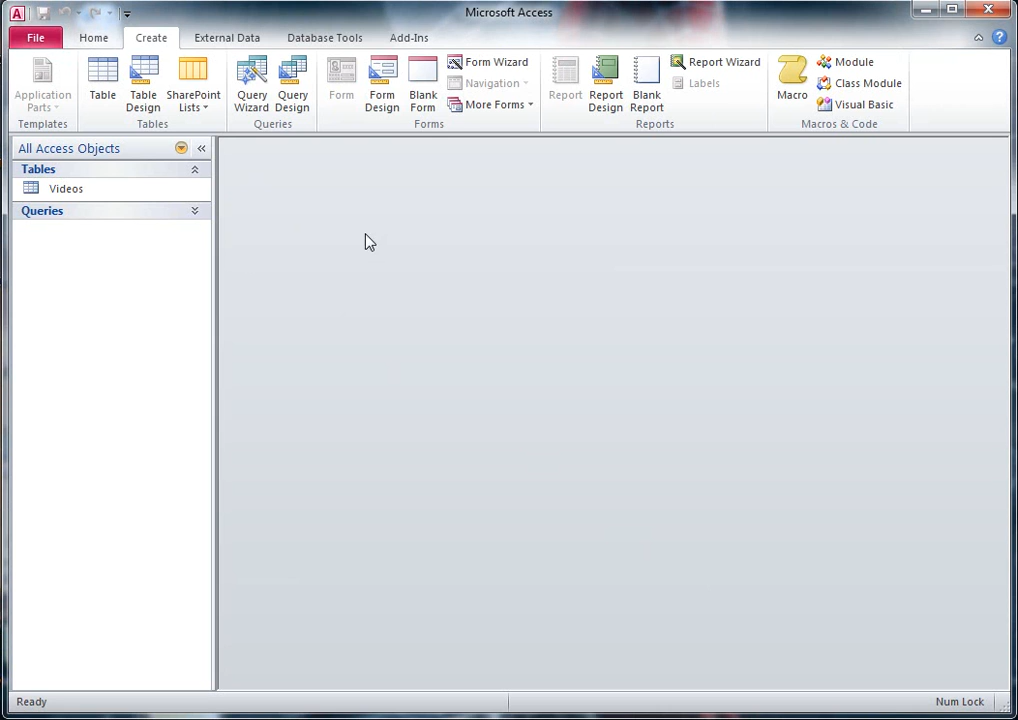 Microsoft Access
File Home Create External Data Database Tools Add-Ins
Application Parts
Table
Table Design
SharePoint Lists
Query Wizard
Query Design
Form
Form Design
Blank Form
Form Wizard
Navigation
More Forms
Report
Report Design
Blank Report
Report Wizard
Labels
Macro
Module
Class Module
Visual Basic
Templates Tables Queries Forms Reports Macros & Code
All Access Objects
Tables
Videos
Queries
Ready Num Lock